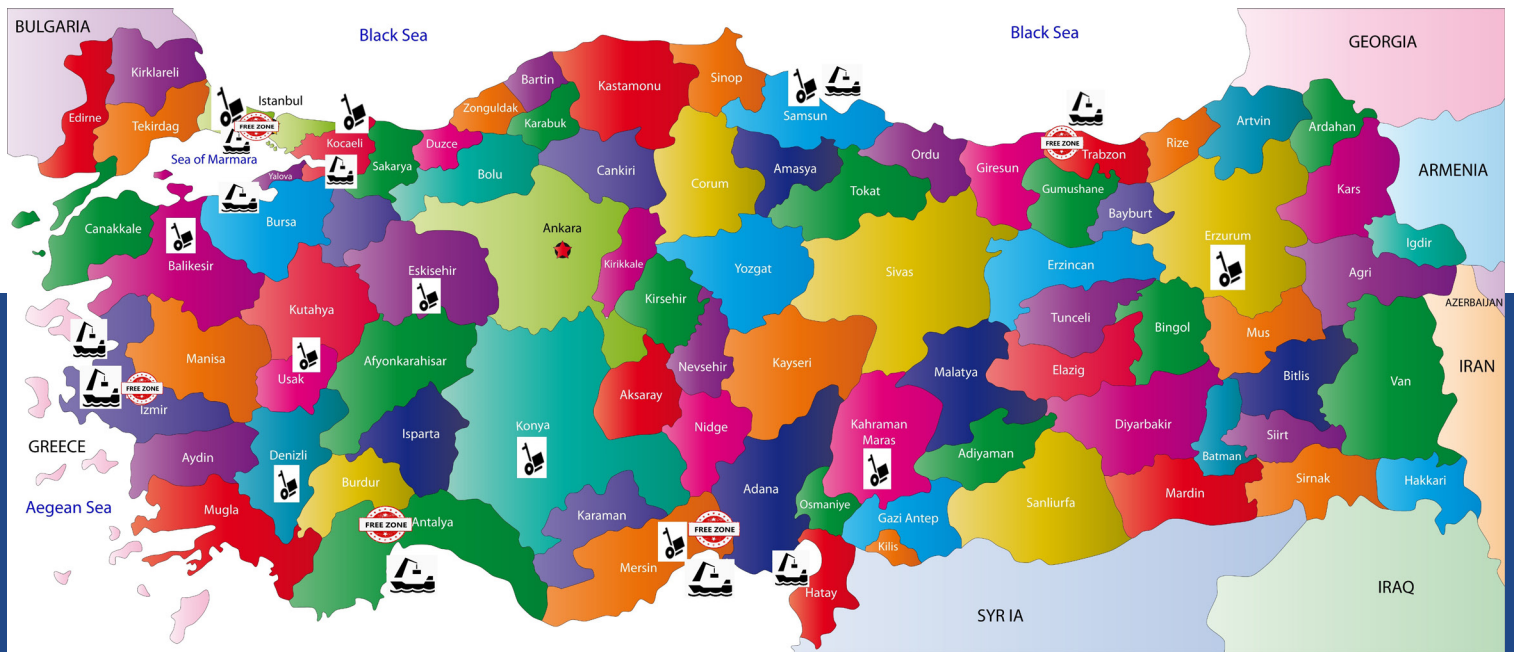 BULGARIA
Black Sea
Black Sea
GEORGIA
Kirklareli
Bartin
Kastamonu
Sinop
Istanbul
Zonguldak
Samsun
Edirne
Tekirdag
FREE ZONE
Karabuk
Artvin
Ardahan
Kocaeli
Duzce
FREE ZONE
Trabzon
Rize
Sea of Marmara
Sakarya
Bolu
Cankiri
Amasya
Ordu
Giresun
ARMENIA
Yalova
Corum
Tokat
Gumushane
Kars
Bayburt
Canakkale
Bursa
Ankara
Erzurum
Igdir
Balikesir
Eskisehir
Kirikkale
Yozgat
Sivas
Erzincan
Agri
Kirsehir
AZERBAIJAN
Kutahya
Tunceli
Bingol
Mus
Manisa
Afyonkarahisar
Nevsehir
Kayseri
Malatya
Elazig
Bitlis
Van
IRAN
Usak
FREE ZONE
Izmir
Aksaray
Isparta
Konya
Nidge
Kahraman
Maras
Diyarbakir
Siirt
GREECE
Aydin
Denizli
Adiyaman
Batman
Burdur
Adana
Sanliurfa
Mardin
Sirnak
Hakkari
Aegean Sea
Mugla
FREE ZONE
Antalya
Karaman
FREE ZONE
Osmaniye
Gazi Antep
Kilis
Mersin
Hatay
SYR IA
IRAQ